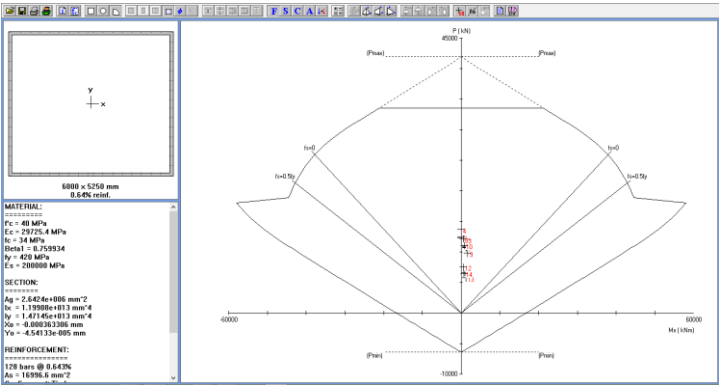 F S C A
y
x
6000 x 5250 mm
0.64% reinf.
MATERIAL:
=========
f'c = 40 MPa
Ec = 29725.4 MPa
fc = 34 MPa
Beta1 = 0.759934
fy = 420 MPa
Es = 200000 MPa
SECTION:
========
Ag = 2.6424e+006 mm^2
Ix = 1.19908e+013 mm^4
Iy = 1.47145e+013 mm^4
Xo = -0.000363306 mm
Yo = -4.54133e-005 mm
REINFORCEMENT:
==============
128 bars @ 0.643%
As = 16996.6 mm^2
P ( kN)
45000
(Pmax)
(Pmax)
fs=0
fs=0
fs=0.5fy
fs=0.5fy
-60000
60000
Mx ( kNm)
(Pmin)
(Pmin)
-10000